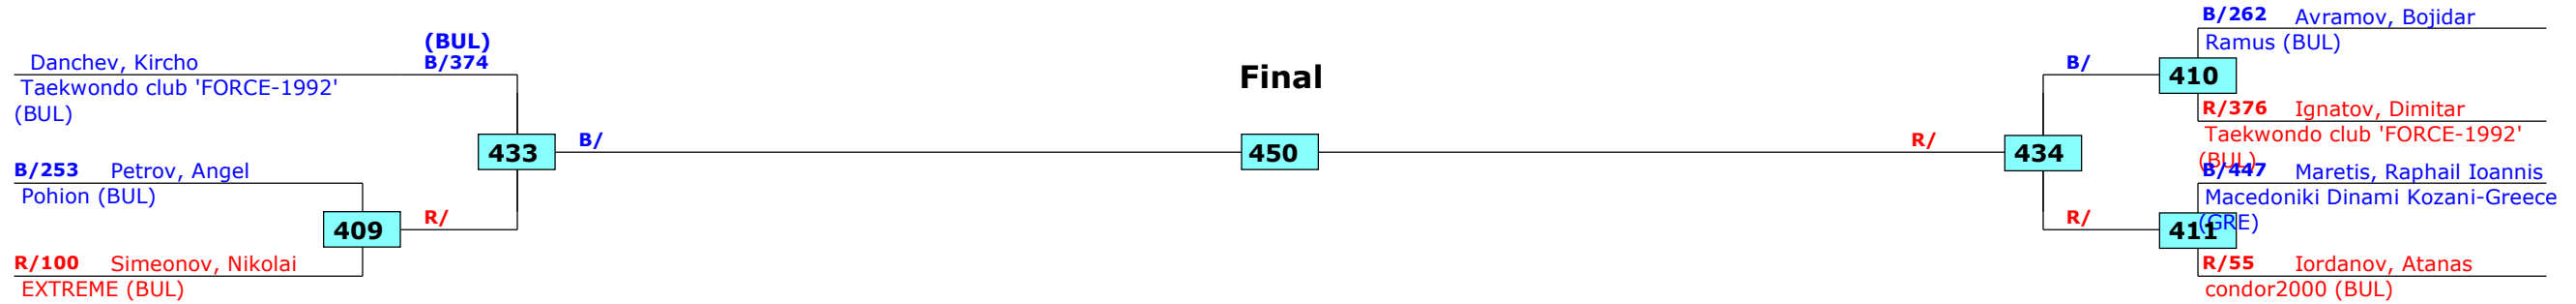 (BUL)
Danchev, Kircho B/374
Taekwondo club 'FORCE-1992'
(BUL)
433 B/
B/253 Petrov, Angel
Pohion (BUL)
409 R/
R/100 Simeonov, Nikolai
EXTREME (BUL)
Final
450
B/262 Avramov, Bojidar
Ramus (BUL)
B/ 410
R/376 Ignatov, Dimitar
Taekwondo club 'FORCE-1992'
(BUL)
R/ 434
B/447 Maretis, Raphail Ioannis
Macedoniki Dinami Kozani-Greece
(GRE)
R/ 411
R/55 Iordanov, Atanas
condor2000 (BUL)